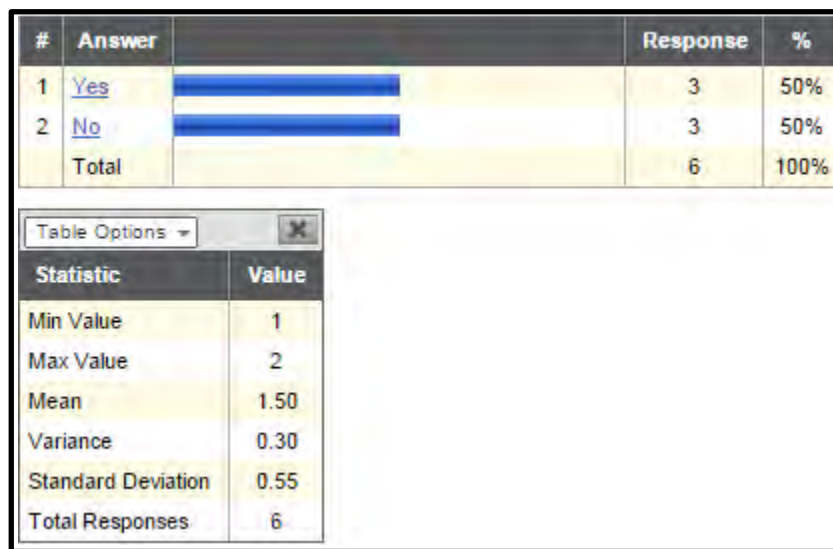 # Answer Response %
1 Yes 3 50%
2 No 3 50%
Total 6 100%
Table Options
Statistic Value
Min Value 1
Max Value 2
Mean 1.50
Variance 0.30
Standard Deviation 0.55
Total Responses 6